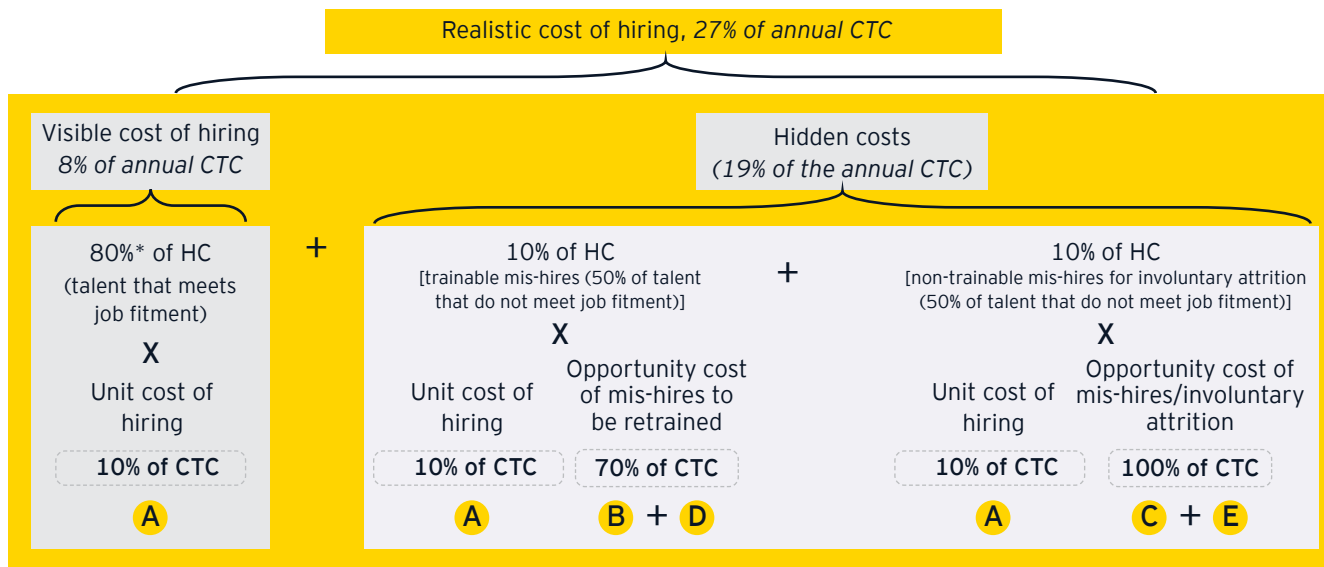 Realistic cost of hiring, 27% of annual CTC
Visible cost of hiring
8% of annual CTC
Hidden costs
(19% of the annual CTC)
80%* of HC
(talent that meets
job fitment)
X
Unit cost of
hiring
10% of CTC
A
+
10% of HC
[trainable mis-hires (50% of talent
that do not meet job fitment)]
X
Unit cost of
hiring
10% of CTC
A
Opportunity cost
of mis-hires to
be retrained
70% of CTC
B + D
+
10% of HC
[non-trainable mis-hires for involuntary attrition
(50% of talent that do not meet job fitment)]
X
Unit cost of
hiring
10% of CTC
A
Opportunity cost of
mis-hires/involuntary
attrition
100% of CTC
C + E